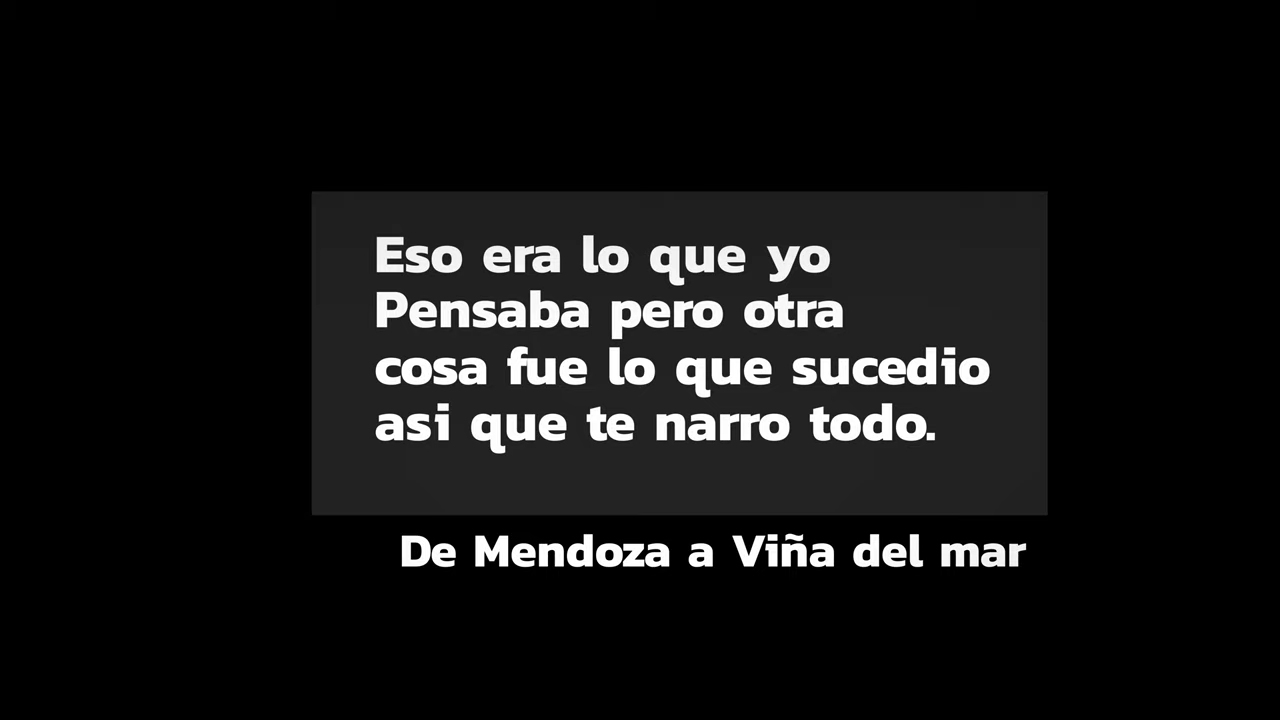 Eso era lo que yo
Pensaba pero otra
cosa fue lo que sucedio
asi que te narro todo.
De Mendoza a Viña del mar